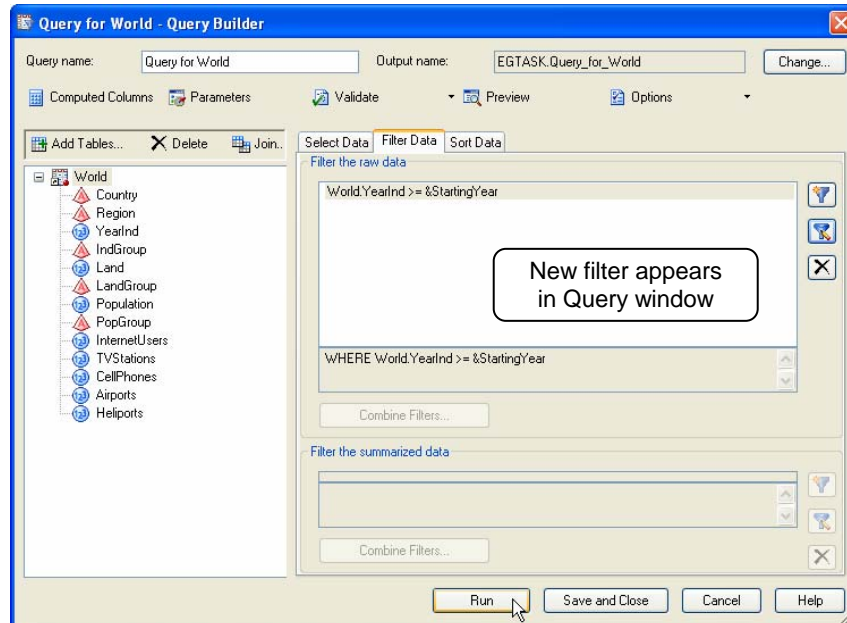 Query for World - Query Builder
Query name: Query for World Output name: EGTASK.Query_for_World Change...
Computed Columns Parameters Validate Preview Options
Add Tables... Delete Join.. Select Data Filter Data Sort Data
Filter the raw data
World
Country
Region
YearInd
IndGroup
Land
LandGroup
Population
PopGroup
InternetUsers
TVStations
CellPhones
Airports
Heliports
World.YearInd >= &StartingYear
New filter appears
in Query window
WHERE World.YearInd >= &StartingYear
Combine Filters...
Filter the summarized data
Combine Filters...
Run Save and Close Cancel Help